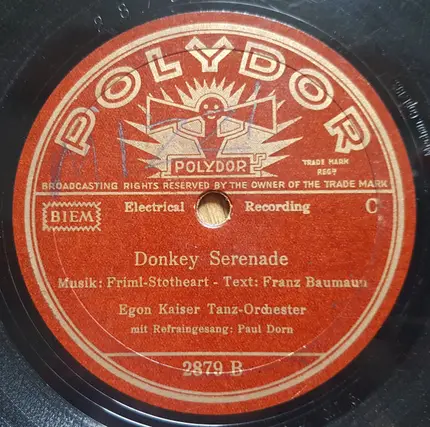 POLYDOR
POLYDOR
TRADE MARK
REGD
BROADCASTING RIGHTS RESERVED BY THE OWNER OF THE TRADE MARK
BIEM Electrical Recording C
Donkey Serenade
Musik: Friml-Stotheart - Text: Franz Baumann
Egon Kaiser Tanz-Orchester
mit Refraingesang: Paul Dorn
2879 B